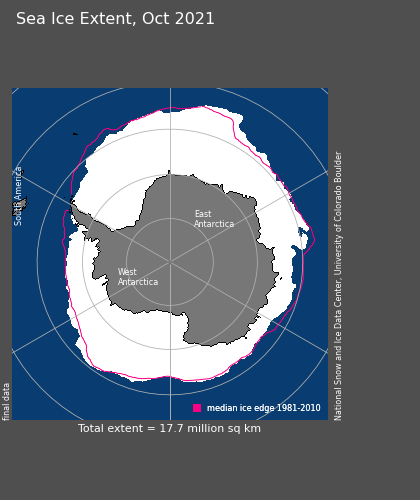 Sea Ice Extent, Oct 2021
South America
East
Antarctica
West
Antarctica
National Snow and Ice Data Center, University of Colorado Boulder
final data
median ice edge 1981-2010
Total extent = 17.7 million sq km